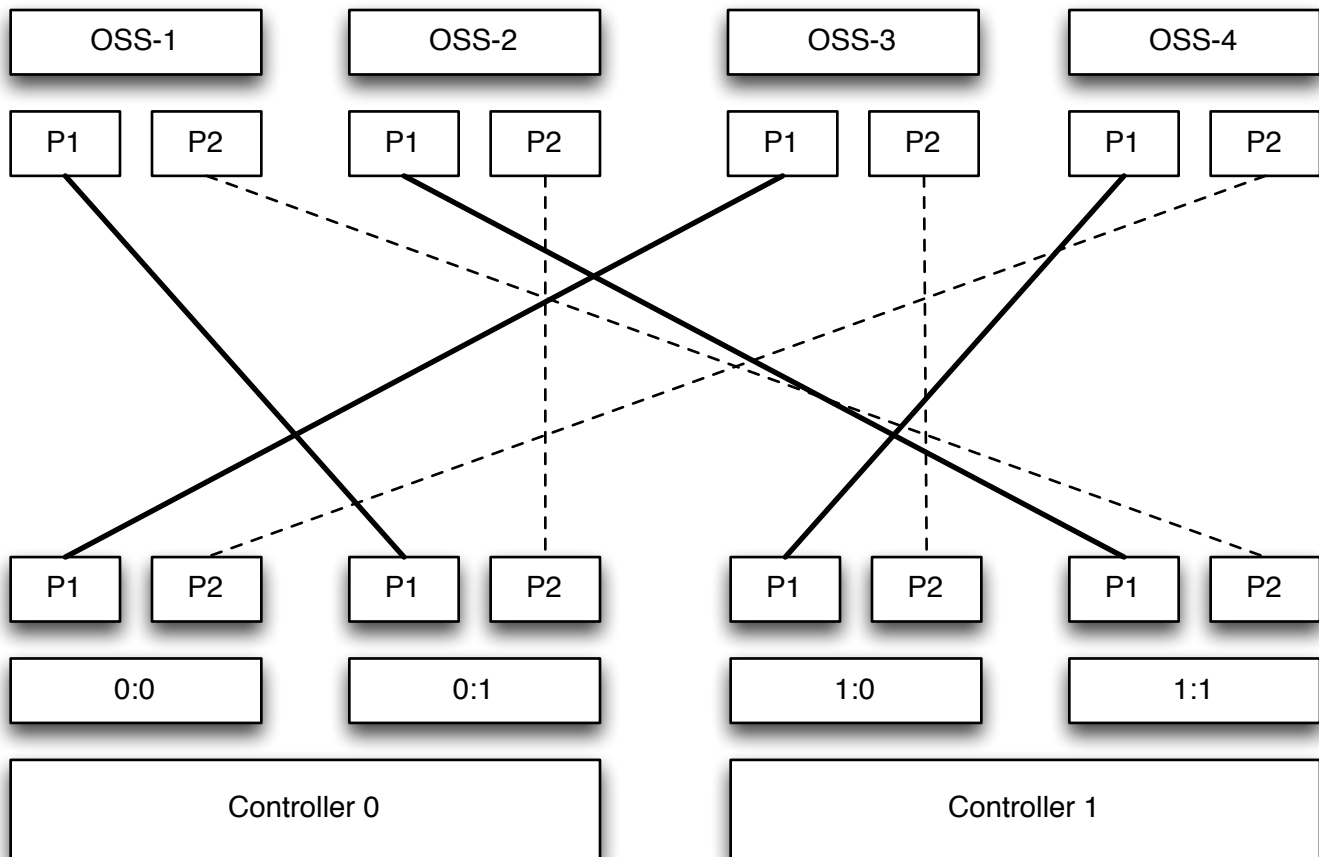 OSS-1 OSS-2 OSS-3 OSS-4
P1 P2 P1 P2 P1 P2 P1 P2
P1 P2 P1 P2 P1 P2 P1 P2
0:0 0:1 1:0 1:1
Controller 0 Controller 1